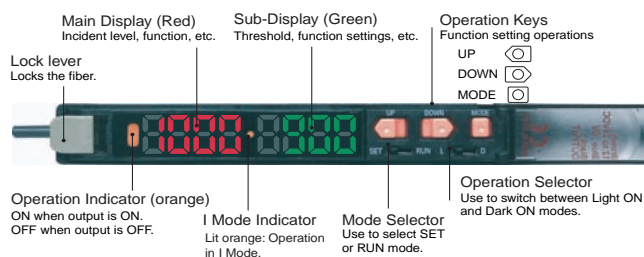 Main Display (Red)
Incident level, function, etc.
Sub-Display (Green)
Threshold, function settings, etc.
Operation Keys
Function setting operations
UP
DOWN
MODE
Lock lever
Locks the fiber.
1000
900
UP DOWN MODE
SET RUN L D
Operation Indicator (orange)
ON when output is ON.
OFF when output is OFF.
I Mode Indicator
Lit orange: Operation
in I Mode.
Mode Selector
Use to select SET
or RUN mode.
Operation Selector
Use to switch between Light ON
and Dark ON modes.